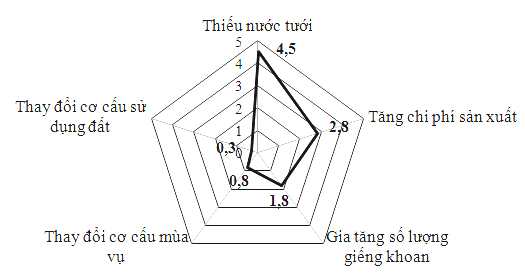 Thiếu nước tưới
5
4,5
4
3
2
1
0
Tăng chi phí sản xuất
2,8
Gia tăng số lượng
giếng khoan
1,8
Thay đổi cơ cấu mùa
vụ
0,8
Thay đổi cơ cấu sử
dụng đất
0,3